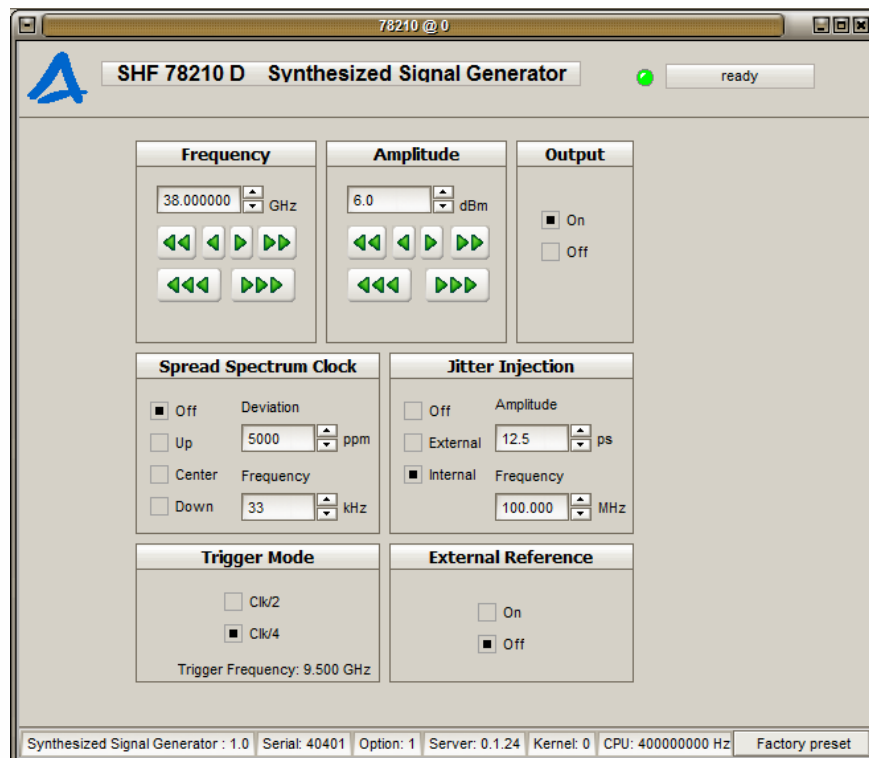 78210 @ 0
SHF 78210 D Synthesized Signal Generator
ready
Frequency
38.000000 GHz
Amplitude
6.0 dBm
Output
On
Off
Spread Spectrum Clock
Off
Up
Center
Down
Deviation
5000 ppm
Frequency
33 kHz
Jitter Injection
Off
External
Internal
Amplitude
12.5 ps
Frequency
100.000 MHz
Trigger Mode
Clk/2
Clk/4
Trigger Frequency: 9.500 GHz
External Reference
On
Off
Synthesized Signal Generator : 1.0 Serial: 40401 Option: 1 Server: 0.1.24 Kernel: 0 CPU: 400000000 Hz Factory preset